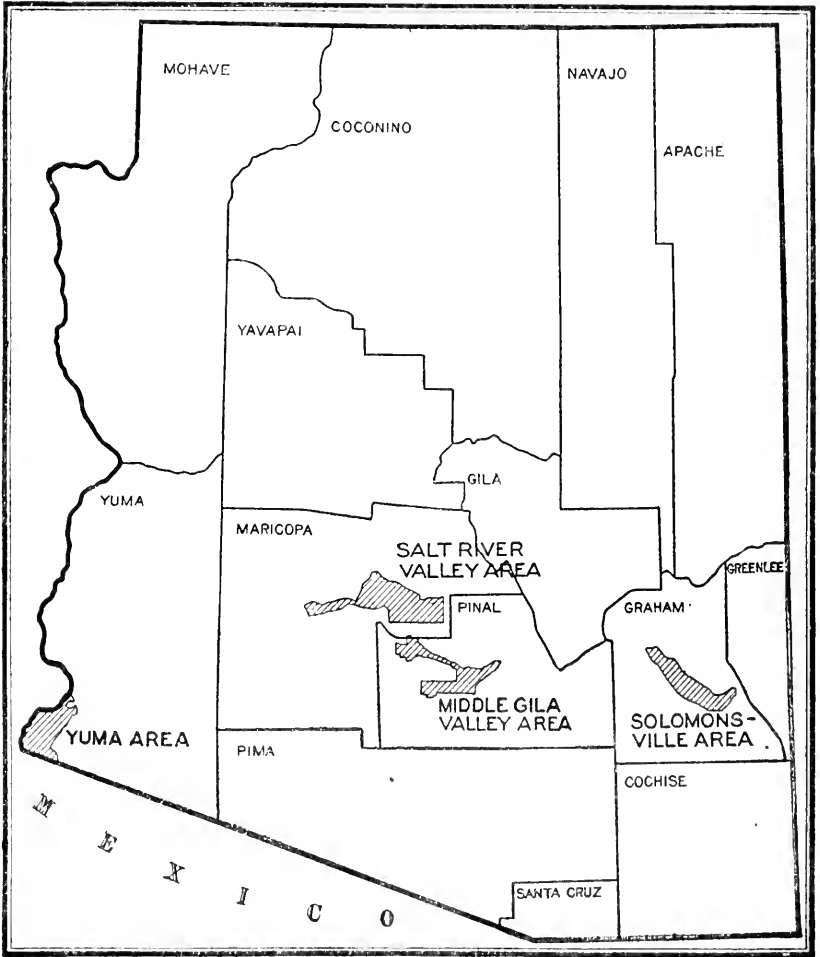 MOHAVE
NAVAJO
COCONINO
APACHE
YAVAPAI
GILA
YUMA
MARICOPA
SALT RIVER
VALLEY AREA
GREENLEE
PINAL
GRAHAM
MIDDLE GILA
VALLEY AREA
SOLOMONS-
VILLE AREA
YUMA AREA
PIMA
COCHISE
SANTA CRUZ
MEXICO